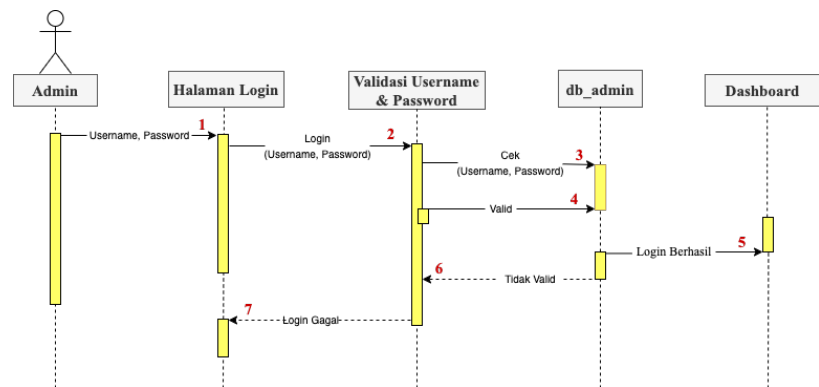 Admin
Halaman Login
Validasi Username
& Password
db_admin
Dashboard
Username, Password
1
Login
(Username, Password)
2
Cek
(Username, Password)
3
Valid
4
Login Berhasil
5
6
Tidak Valid
7
Login Gagal